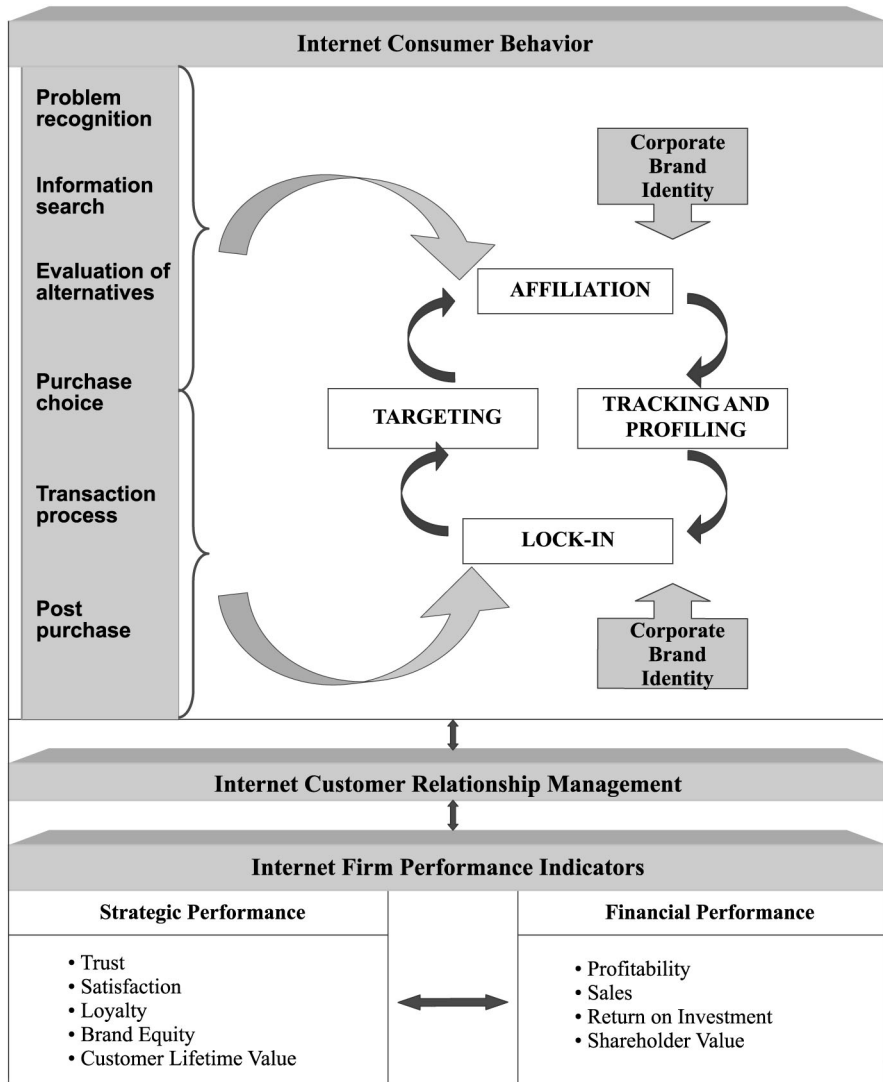 Internet Consumer Behavior
Problem
recognition
Information
search
Evaluation of
alternatives
Purchase
choice
Transaction
process
Post
purchase
Corporate
Brand
Identity
AFFILIATION
TARGETING
TRACKING AND
PROFILING
LOCK-IN
Corporate
Brand
Identity
Internet Customer Relationship Management
Internet Firm Performance Indicators
Strategic Performance
• Trust
• Satisfaction
• Loyalty
• Brand Equity
• Customer Lifetime Value
Financial Performance
• Profitability
• Sales
• Return on Investment
• Shareholder Value